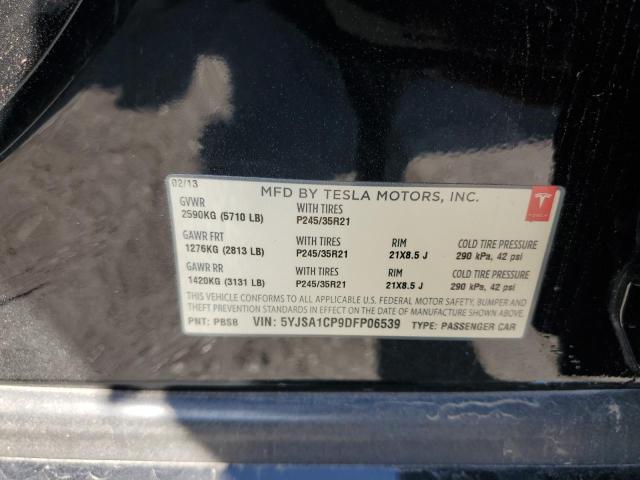 02/13 MFD BY TESLA MOTORS, INC.
GVWR WITH TIRES
2590KG (5710 LB) P245/35R21
GAWR FRT WITH TIRES RIM COLD TIRE PRESSURE
1276KG (2813 LB) P245/35R21 21X8.5 J 290 kPa, 42 psi
GAWR RR WITH TIRES RIM COLD TIRE PRESSURE
1420KG (3131 LB) P245/35R21 21X8.5 J 290 kPa, 42 psi
THIS VEHICLE CONFORMS TO ALL APPLICABLE U.S. FEDERAL MOTOR SAFETY, BUMPER AND
THEFT PREVENTION STANDARDS IN EFFECT ON THE DATE OF MANUFACTURE SHOWN ABOVE.
PNT: PBSB VIN: 5YJSA1CP9DFP06539 TYPE: PASSENGER CAR
TESLA